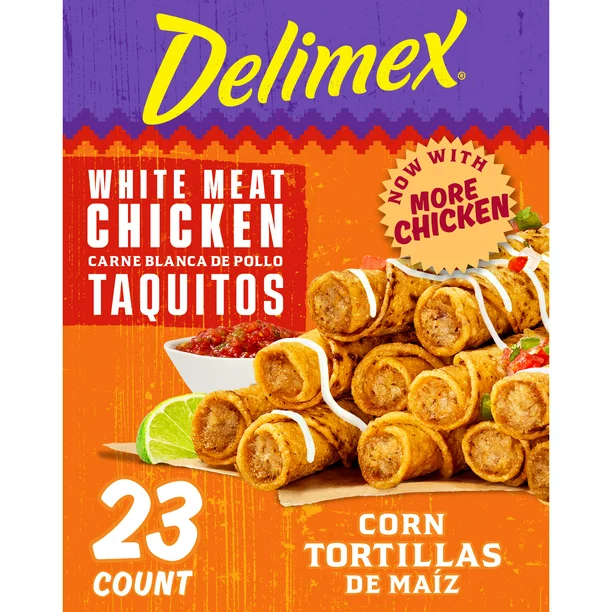 Delimex®
WHITE MEAT
CHICKEN
CARNE BLANCA DE POLLO
TAQUITOS
NOW WITH
MORE
CHICKEN
23
COUNT
CORN
TORTILLAS
DE MAÍZ